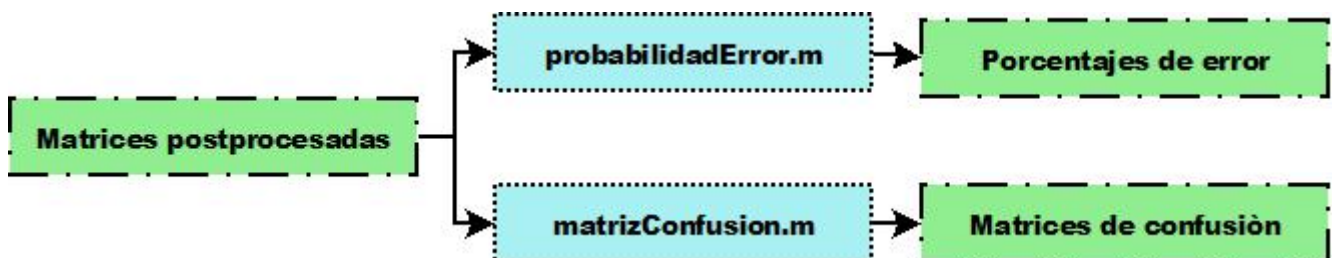 probabilidadError.m
Porcentajes de error
Matrices postprocesadas
matrizConfusion.m
Matrices de confusiòn